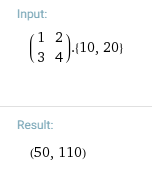 Input:
(1 2
3 4).{10, 20}
Result:
(50, 110)